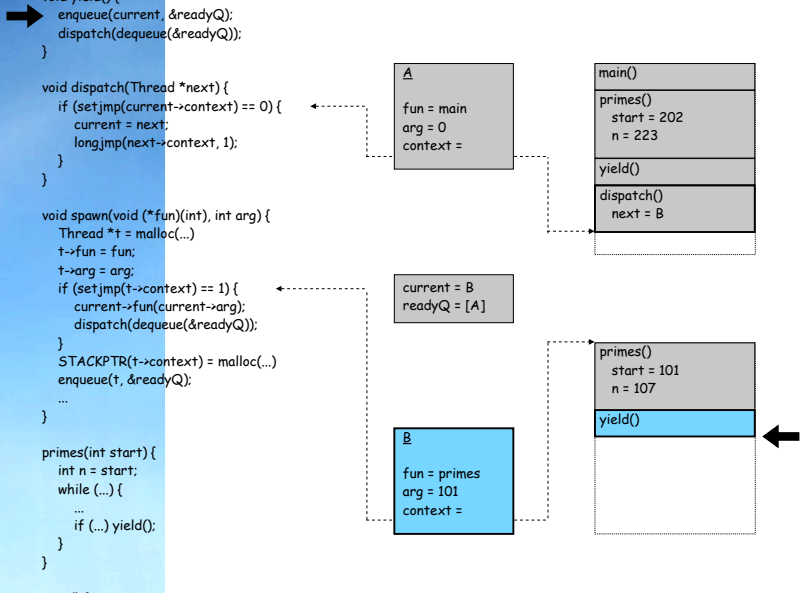 enqueue(current, &readyQ);
dispatch(dequeue(&readyQ));
}
void dispatch(Thread *next) {
if (setjmp(current->context) == 0) {
current = next;
longjmp(next->context, 1);
}
}
void spawn(void (*fun)(int), int arg) {
Thread *t = malloc(...)
t->fun = fun;
t->arg = arg;
if (setjmp(t->context) == 1) {
current->fun(current->arg);
dispatch(dequeue(&readyQ));
}
STACKPTR(t->context) = malloc(...)
enqueue(t, &readyQ);
...
}
primes(int start) {
int n = start;
while (...) {
...
if (...) yield();
}
}
A
fun = main
arg = 0
context =
main()
primes()
start = 202
n = 223
yield()
dispatch()
next = B
current = B
readyQ = [A]
primes()
start = 101
n = 107
yield()
B
fun = primes
arg = 101
context =